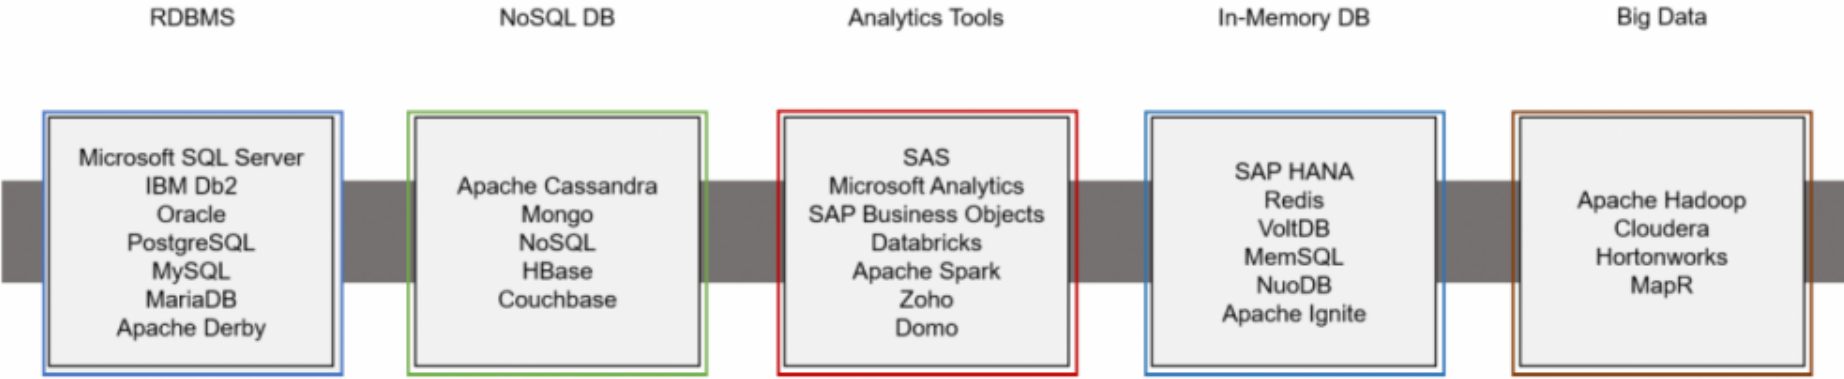 RDBMS
NoSQL DB
Analytics Tools
In-Memory DB
Big Data
Microsoft SQL Server
IBM Db2
Oracle
PostgreSQL
MySQL
MariaDB
Apache Derby
Apache Cassandra
Mongo
NoSQL
HBase
Couchbase
SAS
Microsoft Analytics
SAP Business Objects
Databricks
Apache Spark
Zoho
Domo
SAP HANA
Redis
VoltDB
MemSQL
NuoDB
Apache Ignite
Apache Hadoop
Cloudera
Hortonworks
MapR